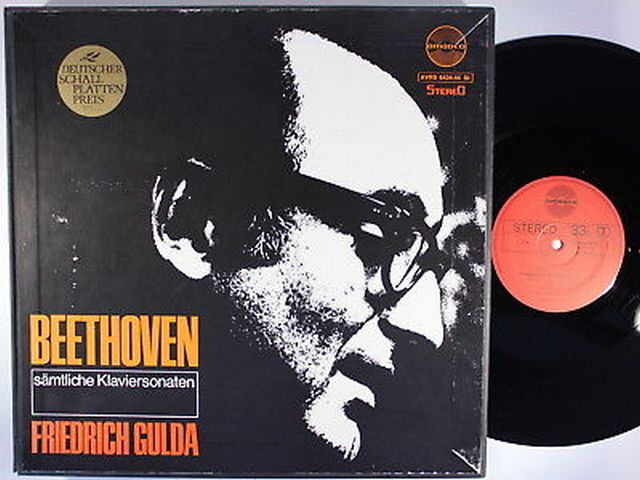 DEUTSCHER
SCHALL
PLATTEN
PREIS
amadeo
STEREO
BEETHOVEN
sämtliche Klaviersonaten
FRIEDRICH GULDA
STEREO 33